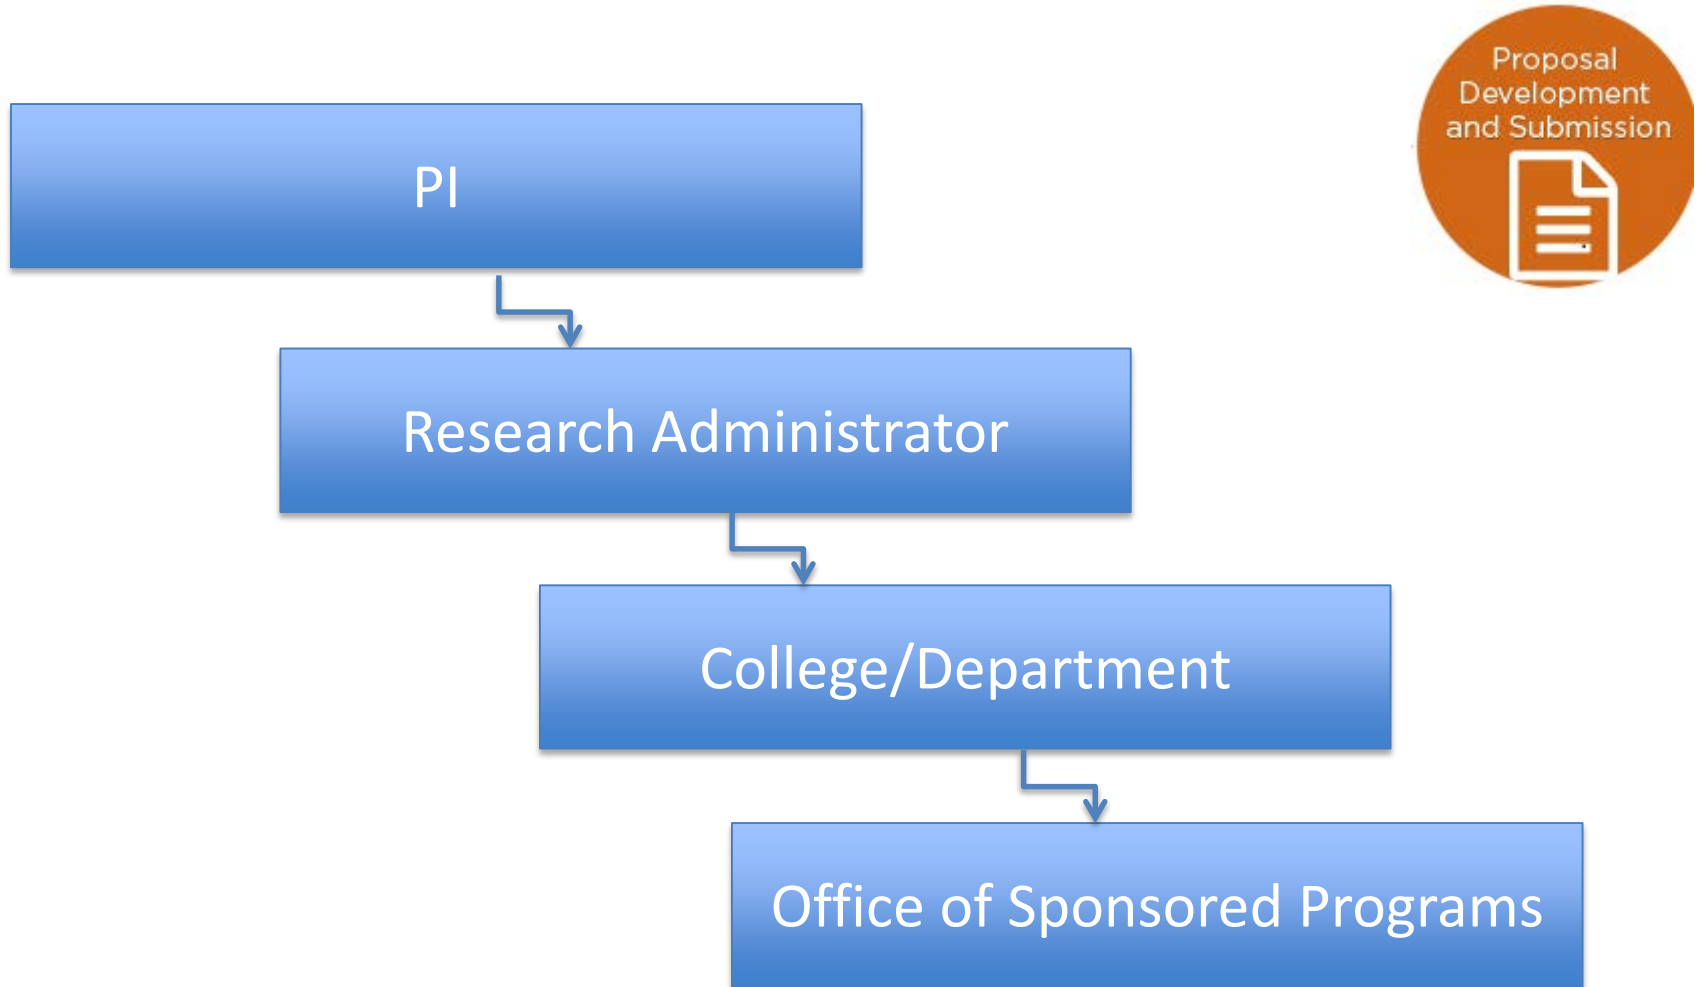 Proposal
Development
and Submission
PI
Research Administrator
College/Department
Office of Sponsored Programs